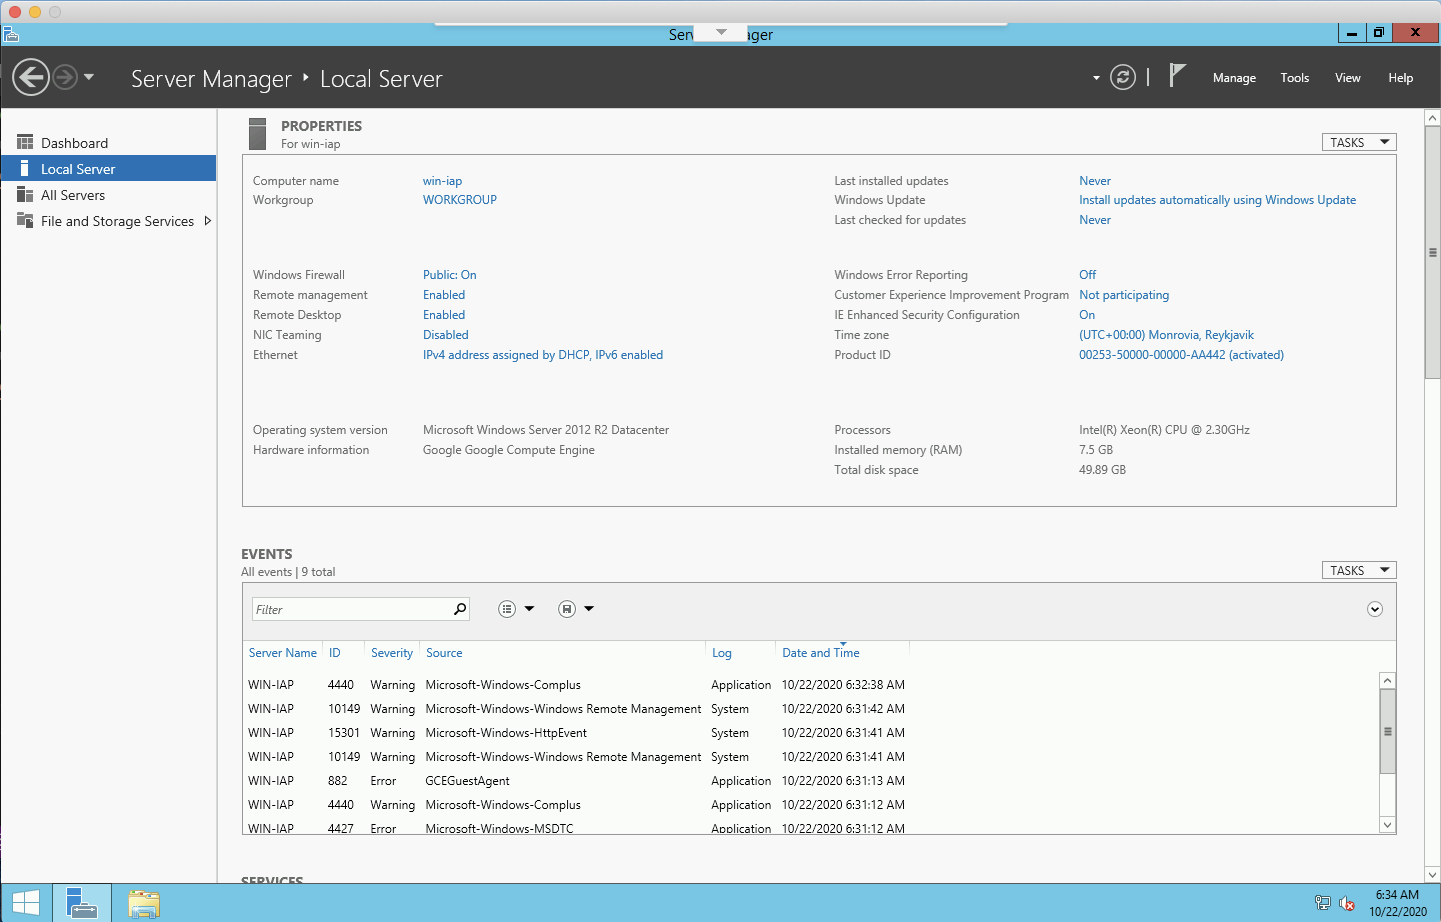 Server Manager
Server Manager ‣ Local Server
Manage Tools View Help
Dashboard
Local Server
All Servers
File and Storage Services
PROPERTIES
For win-iap
TASKS
Computer name win-iap Last installed updates Never
Workgroup WORKGROUP Windows Update Install updates automatically using Windows Update
Last checked for updates Never
Windows Firewall Public: On Windows Error Reporting Off
Remote management Enabled Customer Experience Improvement Program Not participating
Remote Desktop Enabled IE Enhanced Security Configuration On
NIC Teaming Disabled Time zone (UTC+00:00) Monrovia, Reykjavik
Ethernet IPv4 address assigned by DHCP, IPv6 enabled Product ID 00253-50000-00000-AA442 (activated)
Operating system version Microsoft Windows Server 2012 R2 Datacenter Processors Intel(R) Xeon(R) CPU @ 2.30GHz
Hardware information Google Google Compute Engine Installed memory (RAM) 7.5 GB
Total disk space 49.89 GB
EVENTS
All events | 9 total
TASKS
Filter
Server Name ID Severity Source Log Date and Time
WIN-IAP 4440 Warning Microsoft-Windows-Complus Application 10/22/2020 6:32:38 AM
WIN-IAP 10149 Warning Microsoft-Windows-Windows Remote Management System 10/22/2020 6:31:42 AM
WIN-IAP 15301 Warning Microsoft-Windows-HttpEvent System 10/22/2020 6:31:41 AM
WIN-IAP 10149 Warning Microsoft-Windows-Windows Remote Management System 10/22/2020 6:31:41 AM
WIN-IAP 882 Error GCEGuestAgent Application 10/22/2020 6:31:13 AM
WIN-IAP 4440 Warning Microsoft-Windows-Complus Application 10/22/2020 6:31:12 AM
WIN-IAP 4427 Error Microsoft-Windows-MSDTC Application 10/22/2020 6:31:12 AM
SERVICES
6:34 AM
10/22/2020